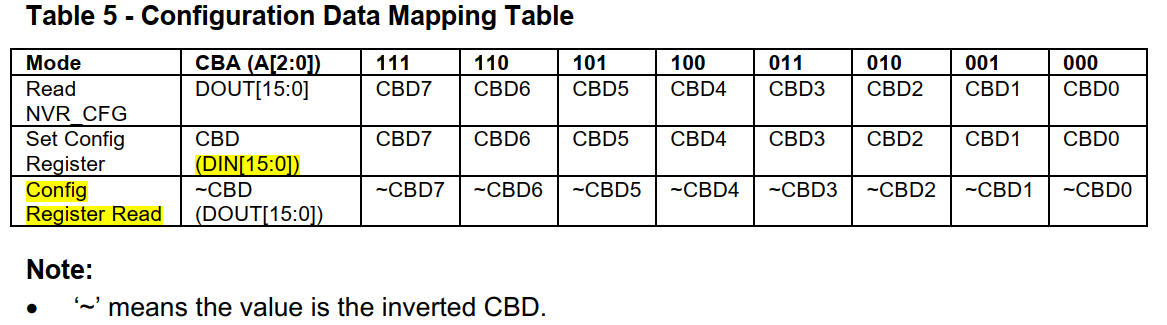 Table 5 - Configuration Data Mapping Table
Mode CBA (A[2:0]) 111 110 101 100 011 010 001 000
Read DOUT[15:0] CBD7 CBD6 CBD5 CBD4 CBD3 CBD2 CBD1 CBD0
NVR_CFG
Set Config CBD CBD7 CBD6 CBD5 CBD4 CBD3 CBD2 CBD1 CBD0
Register (DIN[15:0])
Config ~CBD ~CBD7 ~CBD6 ~CBD5 ~CBD4 ~CBD3 ~CBD2 ~CBD1 ~CBD0
Register Read (DOUT[15:0])
Note:
• ‘~’ means the value is the inverted CBD.